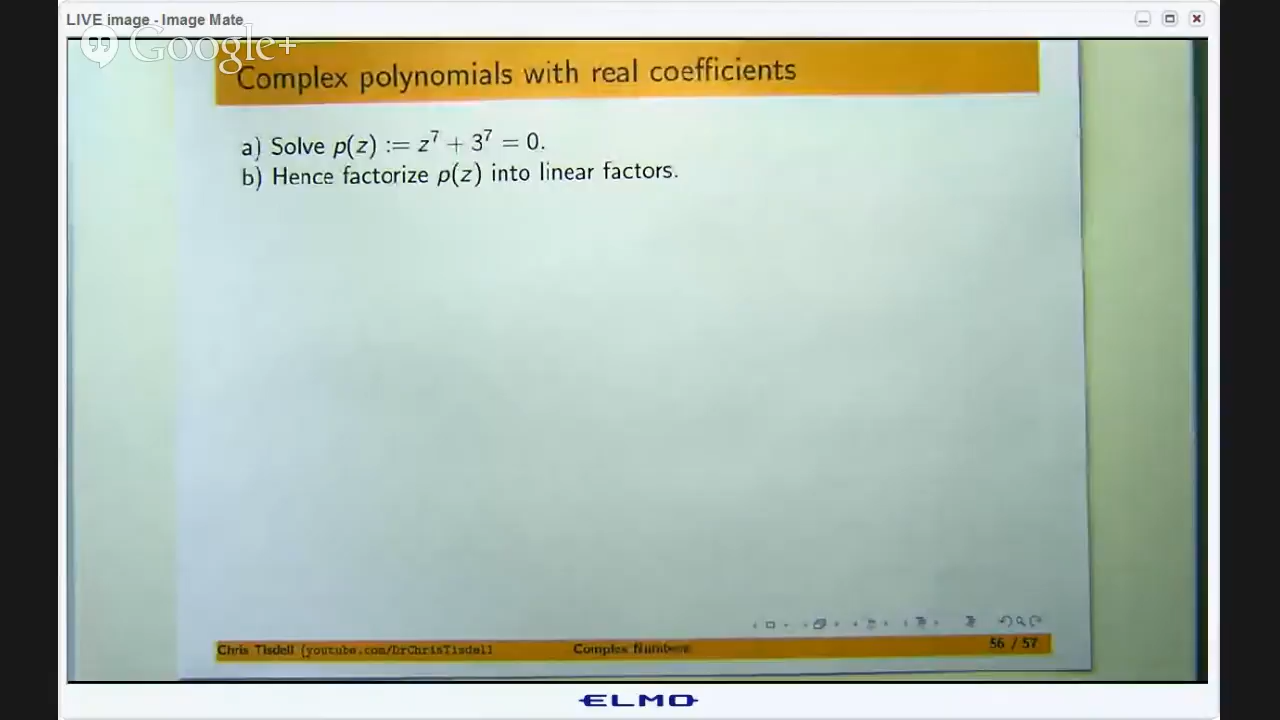 LIVE image - Image Mate
Google+
Complex polynomials with real coefficients
a) Solve p(z) := z⁷ + 3⁷ = 0.
b) Hence factorize p(z) into linear factors.
Chris Tisdell (youtube.com/DrChrisTisdell Complex Numbers 56 / 57
ELMO